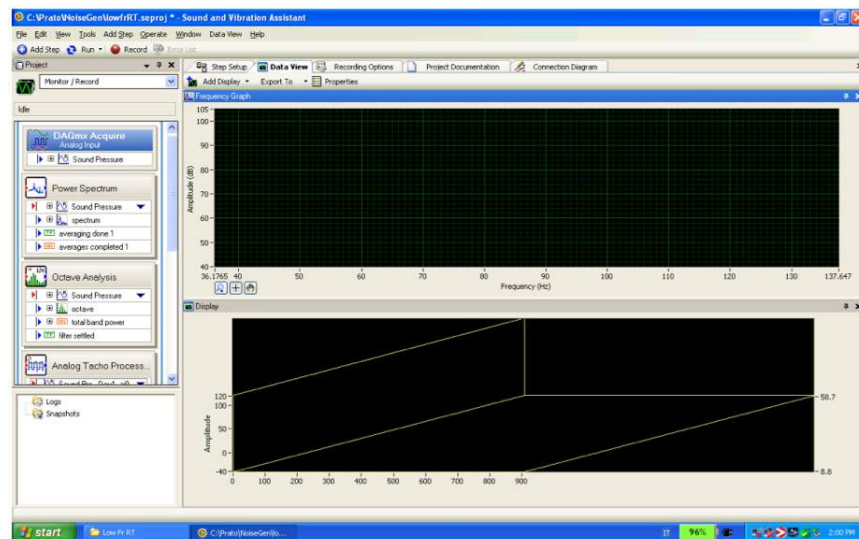 C:\Prato\NoiseGen\lowfrRT.seproj * - Sound and Vibration Assistant
File Edit View Tools Add Step Operate Window Data View Help
Add Step Run Record Error List
Project
Monitor / Record
Idle
DAQmx Acquire
Analog Input
Sound Pressure
Power Spectrum
Sound Pressure
spectrum
averaging done 1
averages completed 1
Octave Analysis
Sound Pressure
octave
total band power
filter settled
Analog Tacho Process...
Logs
Snapshots
Step Setup Data View Recording Options Project Documentation Connection Diagram
Add Display Export To Properties
Frequency Graph
Amplitude (dB)
105
100
90
80
70
60
50
40
36.1765 40 50 60 70 80 90 100 110 120 130 137.647
Frequency (Hz)
Display
Amplitude
120
100
50
0
-40
58.7
8.8
0 100 200 300 400 500 600 700 800 900
start Low Fr RT C:\Prato\NoiseGen\lo... IT 96% 2:00 PM